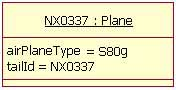 NX0337 : Plane
airPlaneType = S80g
tailId = NX0337